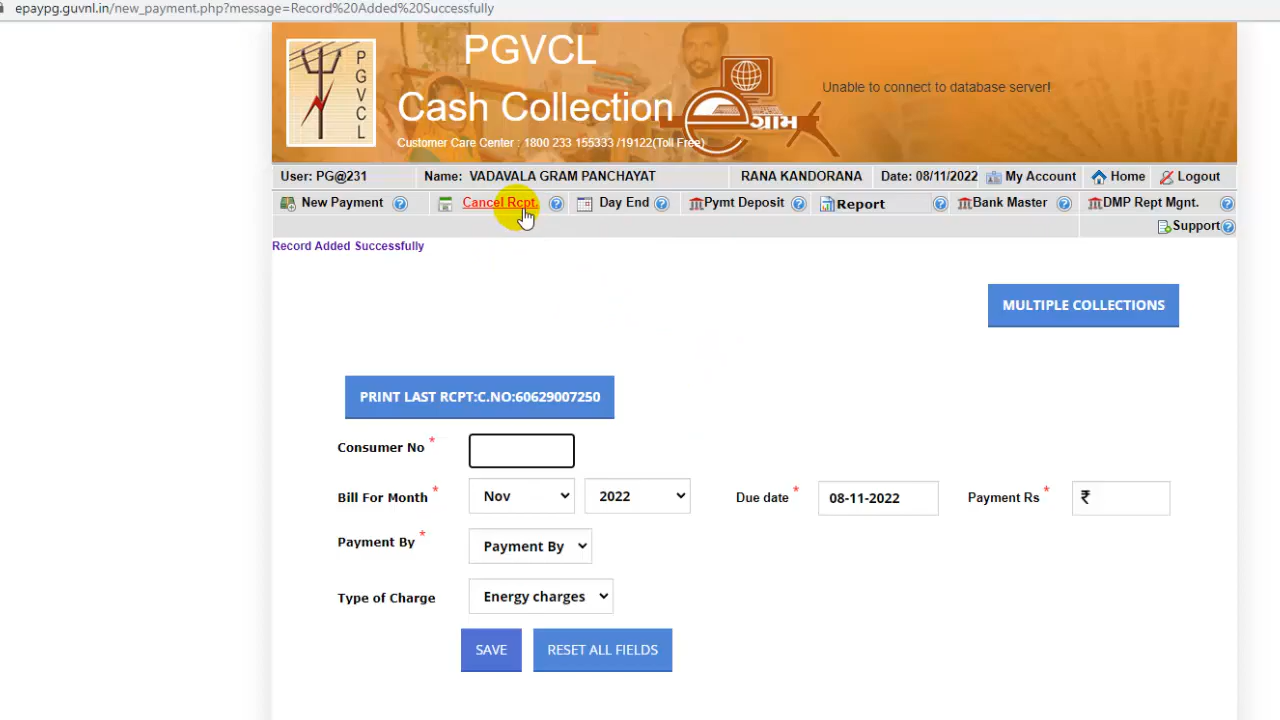 epaypg.guvnl.in/new_payment.php?message=Record%20Added%20Successfully
PGVCL
PGVCL
Cash Collection
Customer Care Center : 1800 233 155333 /19122(Toll Free)
ગ્રામ
Unable to connect to database server!
User: PG@231 Name: VADAVALA GRAM PANCHAYAT RANA KANDORANA Date: 08/11/2022 My Account Home Logout
New Payment ? Cancel Rcpt. ? Day End ? Pymt Deposit ? Report ? Bank Master ? DMP Rept Mgnt. ?
Support ?
Record Added Successfully
MULTIPLE COLLECTIONS
PRINT LAST RCPT:C.NO:60629007250
Consumer No *
Bill For Month * Nov 2022 Due date * 08-11-2022 Payment Rs * ₹
Payment By * Payment By
Type of Charge Energy charges
SAVE RESET ALL FIELDS